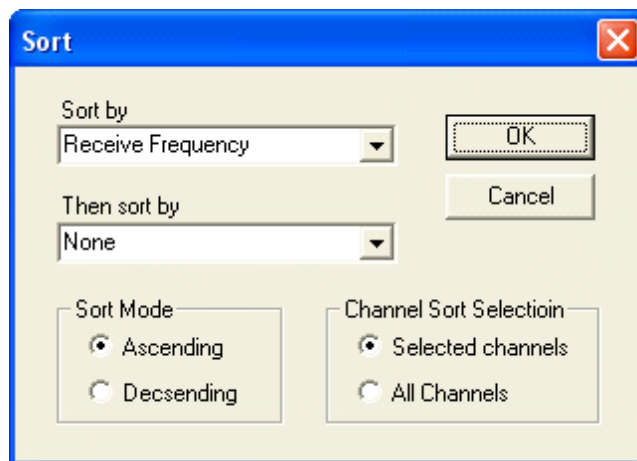 Sort
Sort by
Receive Frequency
OK
Cancel
Then sort by
None
Sort Mode
Ascending
Decsending
Channel Sort Selectioin
Selected channels
All Channels